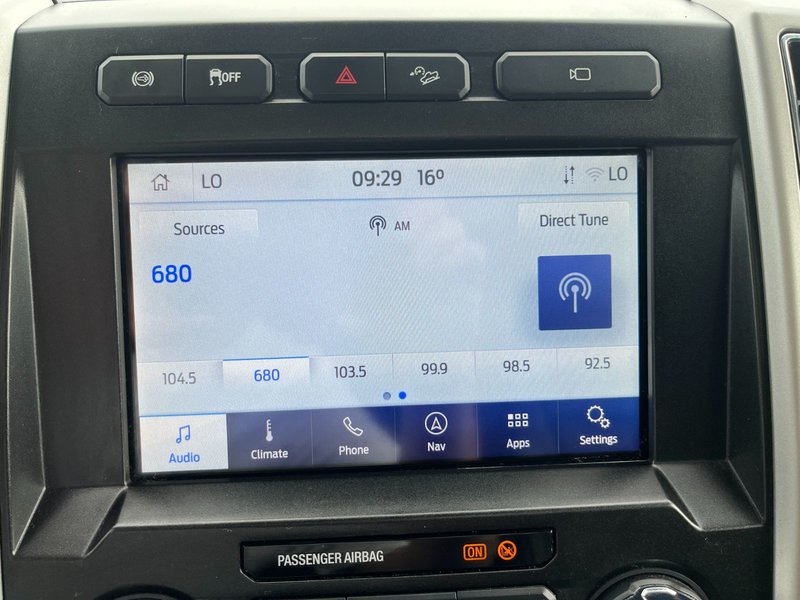 OFF
LO 09:29 16º LO
Sources AM Direct Tune
680
104.5 680 103.5 99.9 98.5 92.5
Audio Climate Phone Nav Apps Settings
PASSENGER AIRBAG ON